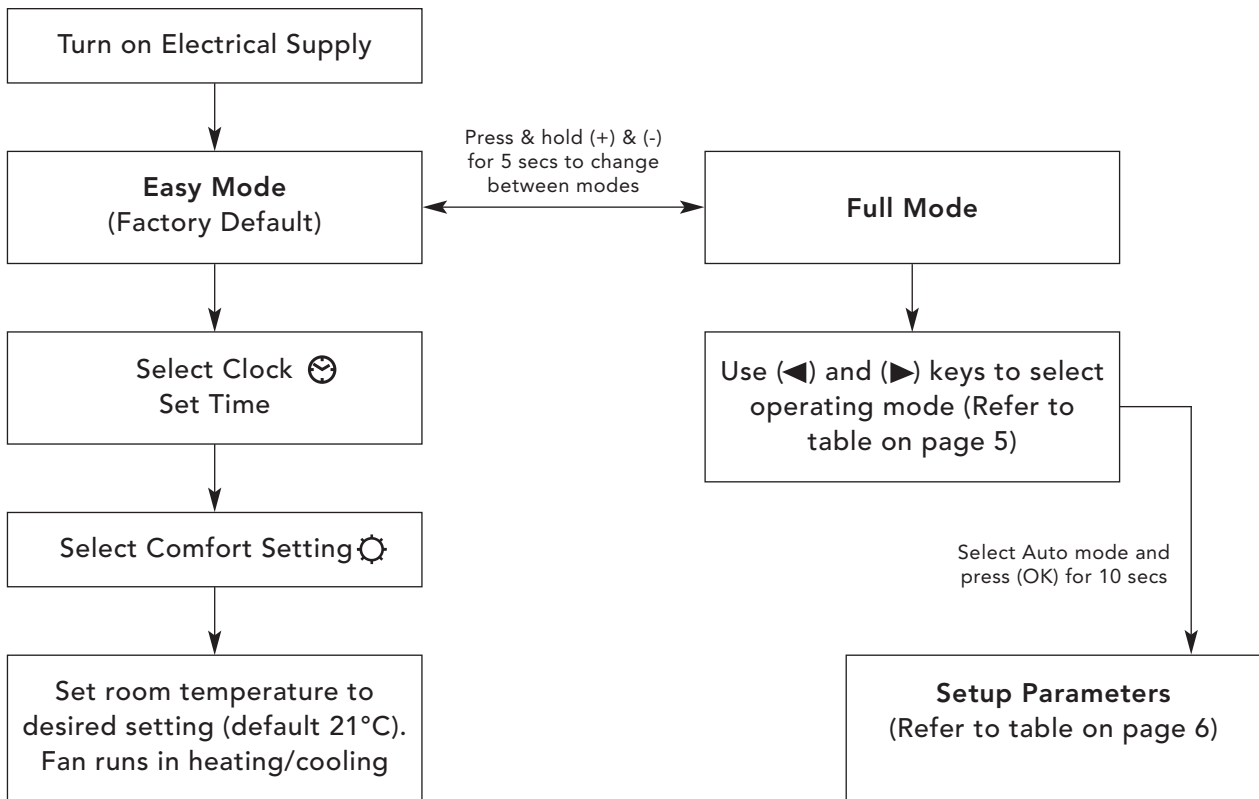 Turn on Electrical Supply
Easy Mode
(Factory Default)
Press & hold (+) & (-)
for 5 secs to change
between modes
Full Mode
Select Clock
Set Time
Use (◀) and (▶) keys to select
operating mode (Refer to
table on page 5)
Select Comfort Setting
Select Auto mode and
press (OK) for 10 secs
Set room temperature to
desired setting (default 21°C).
Fan runs in heating/cooling
Setup Parameters
(Refer to table on page 6)